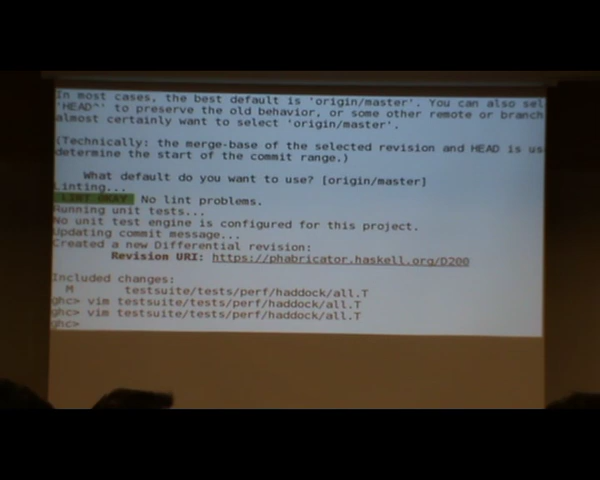 In most cases, the best default is 'origin/master'. You can also sel
'HEAD^' to preserve the old behavior, or some other remote or branch
almost certainly want to select 'origin/master'.
(Technically: the merge-base of the selected revision and HEAD is us
determine the start of the commit range.)
What default do you want to use? [origin/master]
Linting...
LINT OKAY No lint problems.
Running unit tests...
No unit test engine is configured for this project.
Updating commit message...
Created a new Differential revision:
Revision URI: https://phabricator.haskell.org/D200
Included changes:
M testsuite/tests/perf/haddock/all.T
ghc> vim testsuite/tests/perf/haddock/all.T
ghc> vim testsuite/tests/perf/haddock/all.T
ghc>